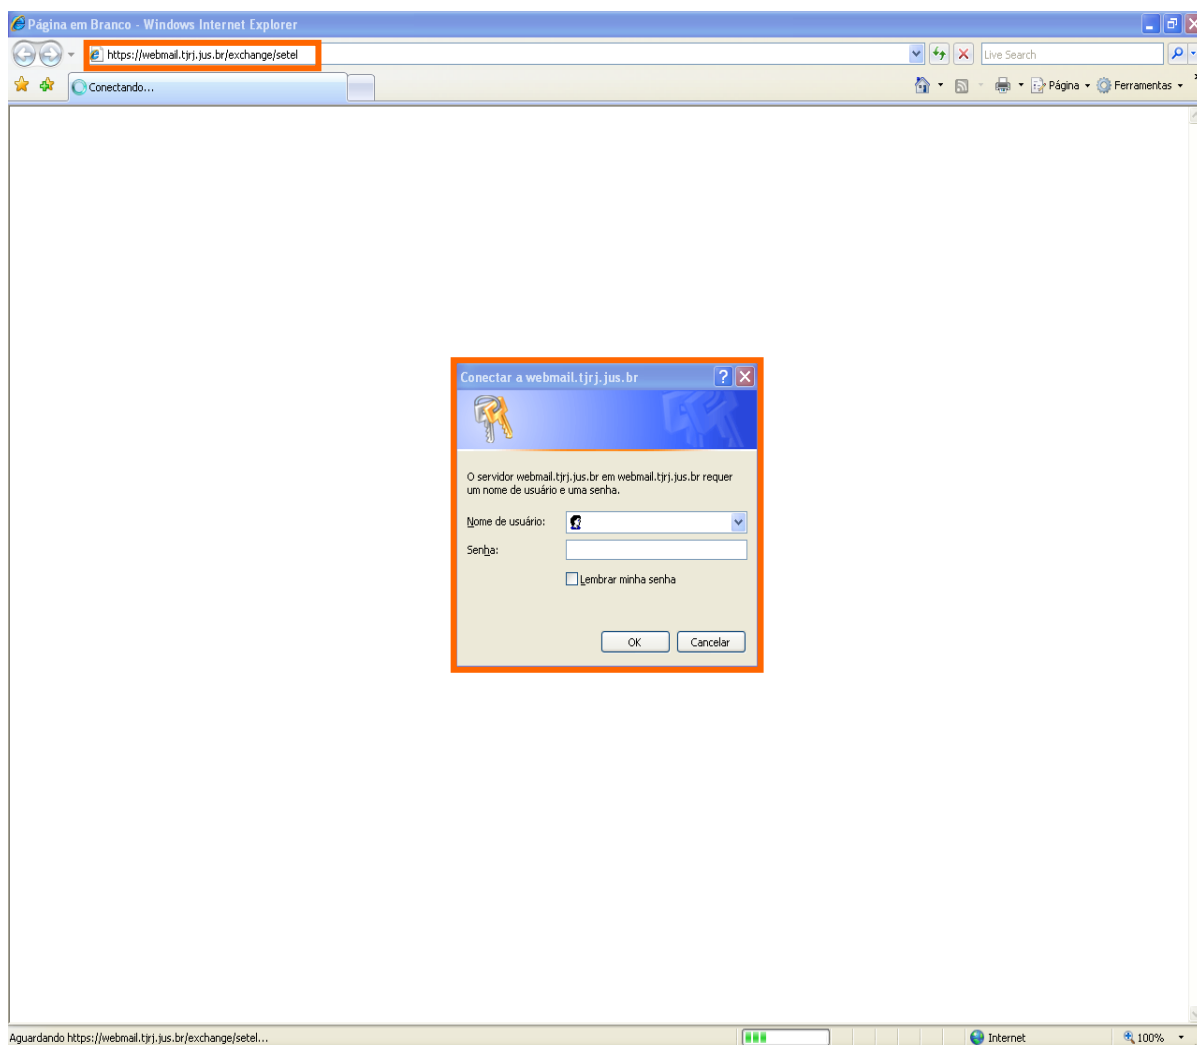 Página em Branco - Windows Internet Explorer
https://webmail.tjrj.jus.br/exchange/setel
Live Search
Conectando...
Página
Ferramentas
Conectar a webmail.tjrj.jus.br
O servidor webmail.tjrj.jus.br em webmail.tjrj.jus.br requer
um nome de usuário e uma senha.
Nome de usuário:
Senha:
Lembrar minha senha
OK
Cancelar
Aguardando https://webmail.tjrj.jus.br/exchange/setel...
Internet
100%